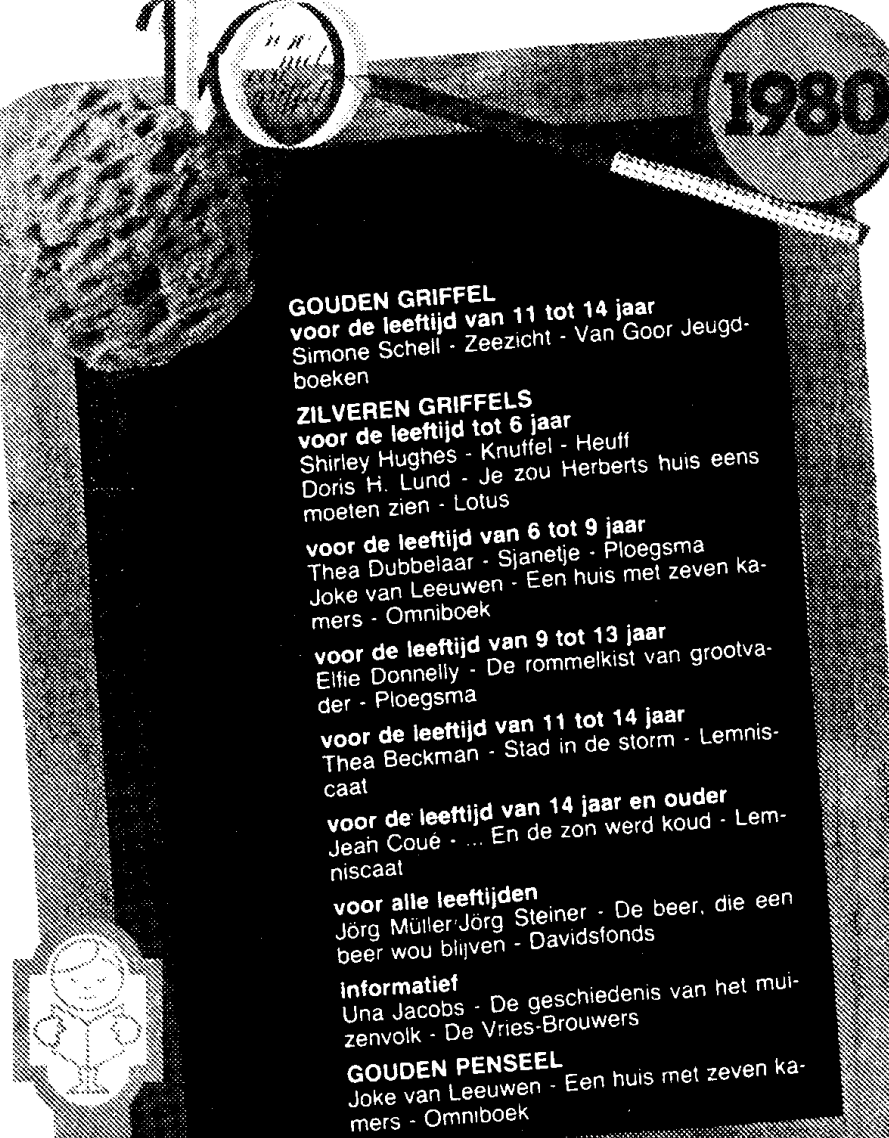 10
'n 10
met
een
griffel
1980
GOUDEN GRIFFEL
voor de leeftijd van 11 tot 14 jaar
Simone Schell - Zeezicht - Van Goor Jeugd-
boeken
ZILVEREN GRIFFELS
voor de leeftijd tot 6 jaar
Shirley Hughes - Knuffel - Heuff
Doris H. Lund - Je zou Herberts huis eens
moeten zien - Lotus
voor de leeftijd van 6 tot 9 jaar
Thea Dubbelaar - Sjanetje - Ploegsma
Joke van Leeuwen - Een huis met zeven ka-
mers - Omniboek
voor de leeftijd van 9 tot 13 jaar
Elfie Donnelly - De rommelkist van grootva-
der - Ploegsma
voor de leeftijd van 11 tot 14 jaar
Thea Beckman - Stad in de storm - Lemnis-
caat
voor de leeftijd van 14 jaar en ouder
Jean Coué - ... En de zon werd koud - Lem-
niscaat
voor alle leeftijden
Jörg Müller/Jörg Steiner - De beer, die een
beer wou blijven - Davidsfonds
informatief
Una Jacobs - De geschiedenis van het mui-
zenvolk - De Vries-Brouwers
GOUDEN PENSEEL
Joke van Leeuwen - Een huis met zeven ka-
mers - Omniboek